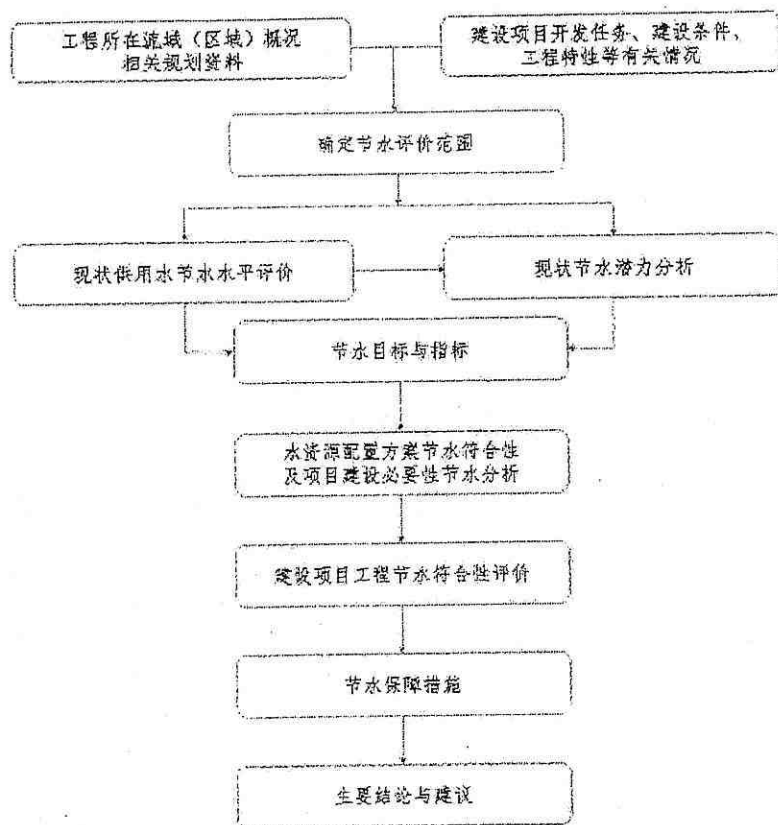 工程所在流域（区域）概况
相关规划资料
建设项目开发任务、建设条件、
工程特性等有关情况
确定节水评价范围
现状供用水节水水平评价
现状节水潜力分析
节水目标与指标
水资源配置方案节水符合性
及项目建设必要性节水分析
建设项目工程节水符合性评价
节水保障措施
主要结论与建议